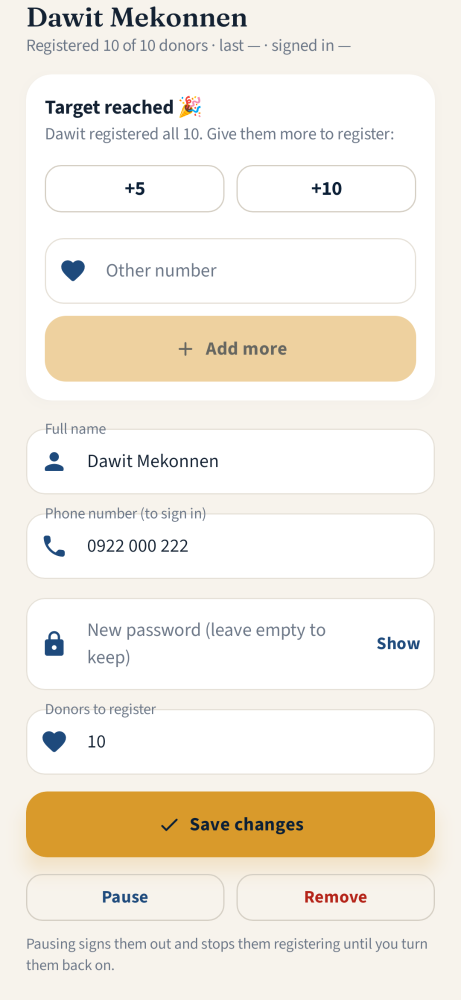 Dawit Mekonnen
Registered 10 of 10 donors · last — · signed in —
Target reached 🎉
Dawit registered all 10. Give them more to register:
+5
+10
Other number
+ Add more
Full name
Dawit Mekonnen
Phone number (to sign in)
0922 000 222
New password (leave empty to
keep)
Show
Donors to register
10
Save changes
Pause
Remove
Pausing signs them out and stops them registering until you turn
them back on.